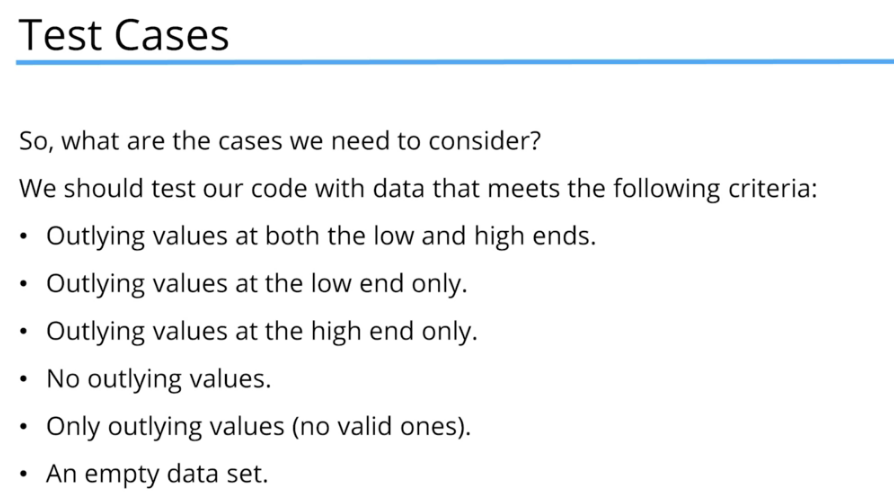 Test Cases
So, what are the cases we need to consider?
We should test our code with data that meets the following criteria:
• Outlying values at both the low and high ends.
• Outlying values at the low end only.
• Outlying values at the high end only.
• No outlying values.
• Only outlying values (no valid ones).
• An empty data set.